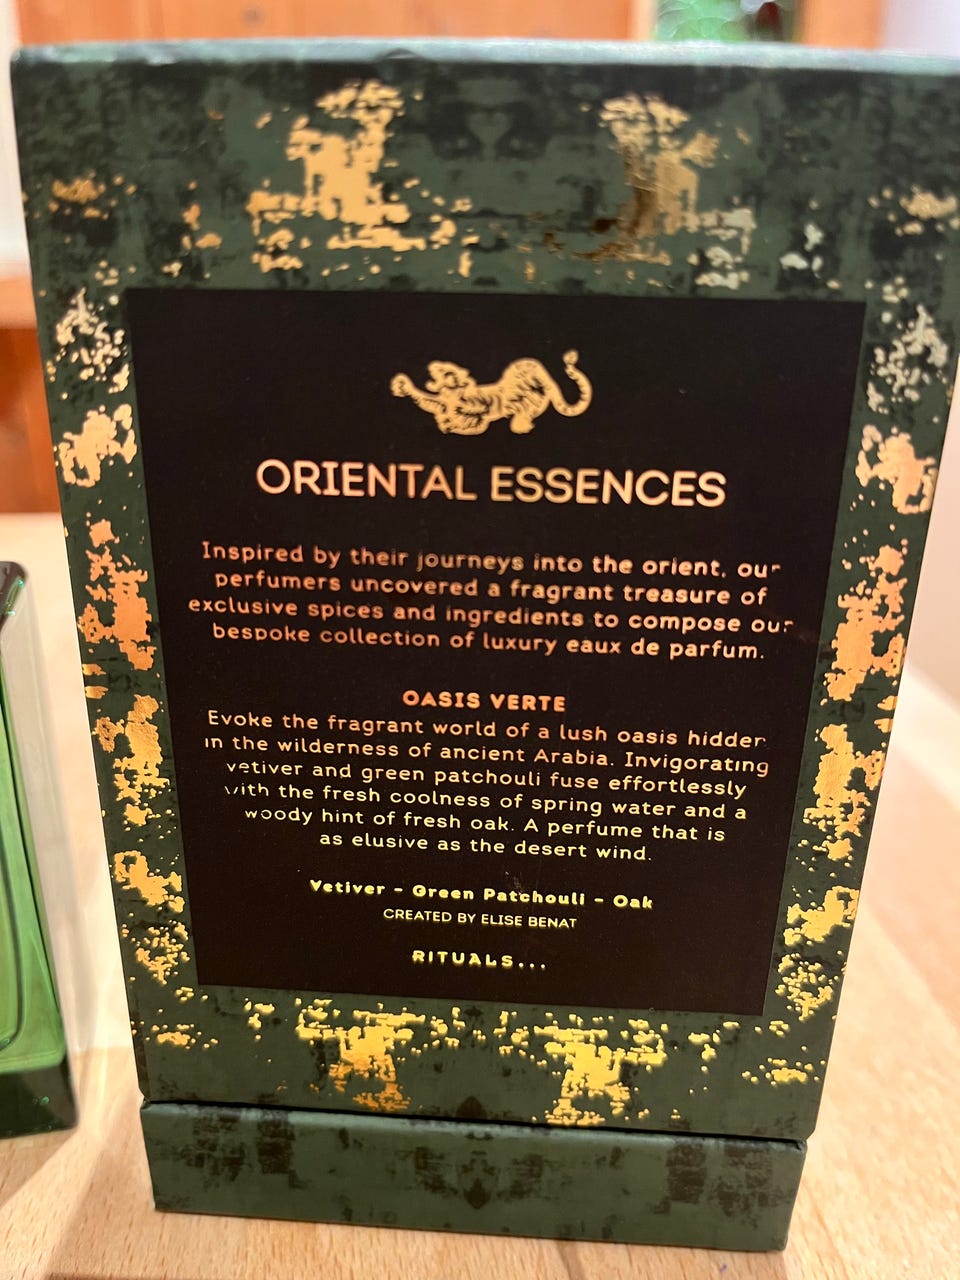 ORIENTAL ESSENCES
Inspired by their journeys into the orient, our
perfumers uncovered a fragrant treasure of
exclusive spices and ingredients to compose our
bespoke collection of luxury eaux de parfum.
OASIS VERTE
Evoke the fragrant world of a lush oasis hidden
in the wilderness of ancient Arabia. Invigorating
vetiver and green patchouli fuse effortlessly
with the fresh coolness of spring water and a
woody hint of fresh oak. A perfume that is
as elusive as the desert wind.
Vetiver - Green Patchouli - Oak
CREATED BY ELISE BENAT
RITUALS...